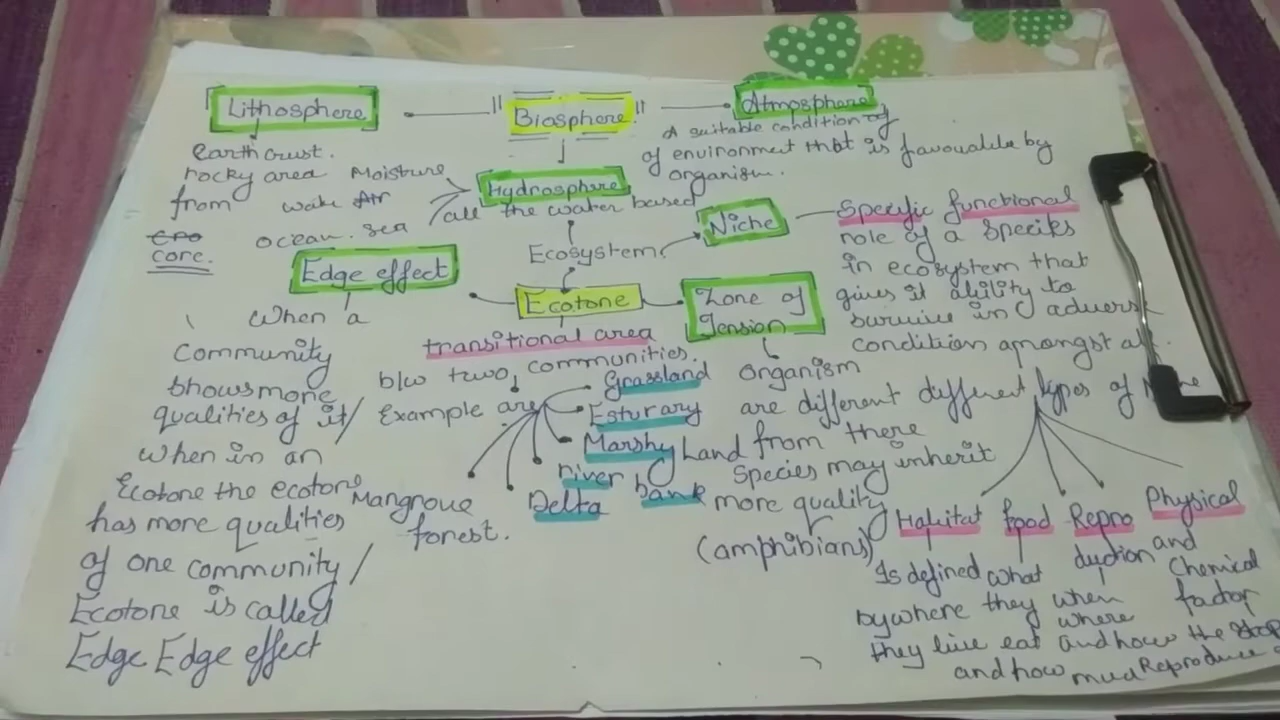 Lithosphere
"Biosphere"
Atmosphere
Earth crust.
rocky area
from
core.
Moisture
ocean. sea
Hydrosphere
all the water based
A suitable condition of
of environment that is favouable by
organism.
Ecosystem
Niche
Specific functional
role of a species
in ecosystem that
gives it ability to
survive in adverse
condition amongst all.
different types of
Edge effect
When a
Community
shows more
qualities of it/
when in an
Ecotone the ecotone
has more qualities
of one community/
Ecotone is called
Edge Edge effect
Ecotone
transitional area
b/w two communities.
Example are
Grassland
Esturary
Marshy Land
river bank
Delta
Mangroue
forest.
Zone of
Tension
Organism
are different
from there
Species may inherit
more quality
(amphibians)
Habitat
Is defined
by where
they live
food
what
they
eat
and how
Repro
duction
when
where
and how the
Reproduce
Physical
and
Chemical
factor